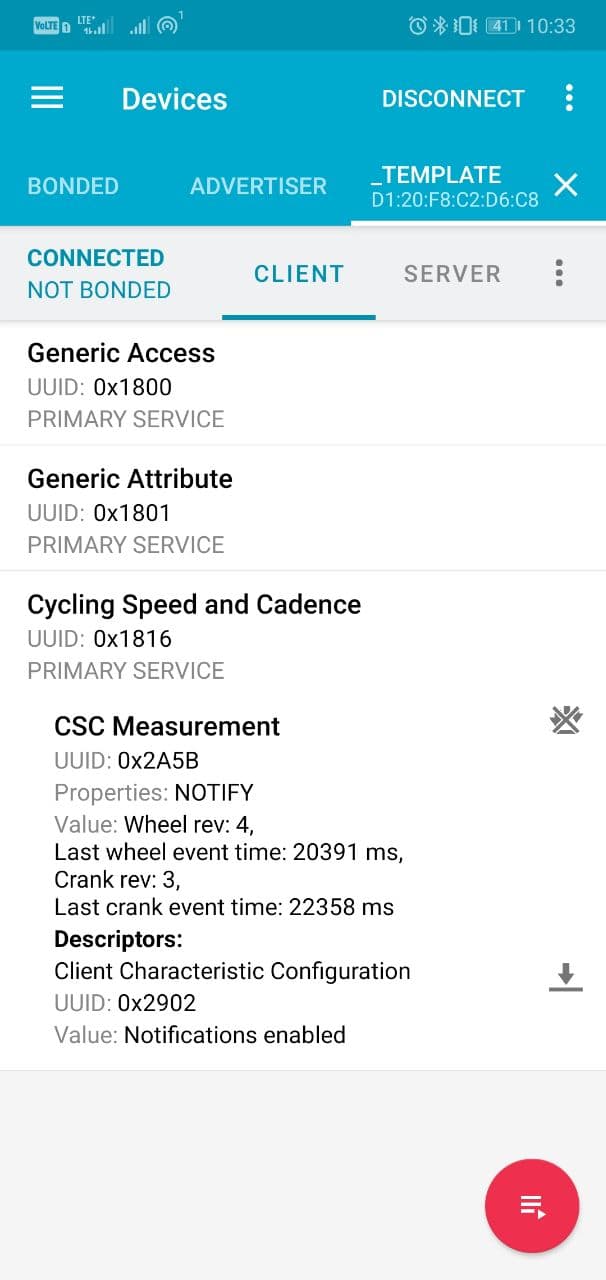 VoLTE 1 LTE+ 1 41 10:33
Devices DISCONNECT
BONDED ADVERTISER _TEMPLATE
D1:20:F8:C2:D6:C8
CONNECTED
NOT BONDED
CLIENT SERVER
Generic Access
UUID: 0x1800
PRIMARY SERVICE
Generic Attribute
UUID: 0x1801
PRIMARY SERVICE
Cycling Speed and Cadence
UUID: 0x1816
PRIMARY SERVICE
CSC Measurement
UUID: 0x2A5B
Properties: NOTIFY
Value: Wheel rev: 4,
Last wheel event time: 20391 ms,
Crank rev: 3,
Last crank event time: 22358 ms
Descriptors:
Client Characteristic Configuration
UUID: 0x2902
Value: Notifications enabled